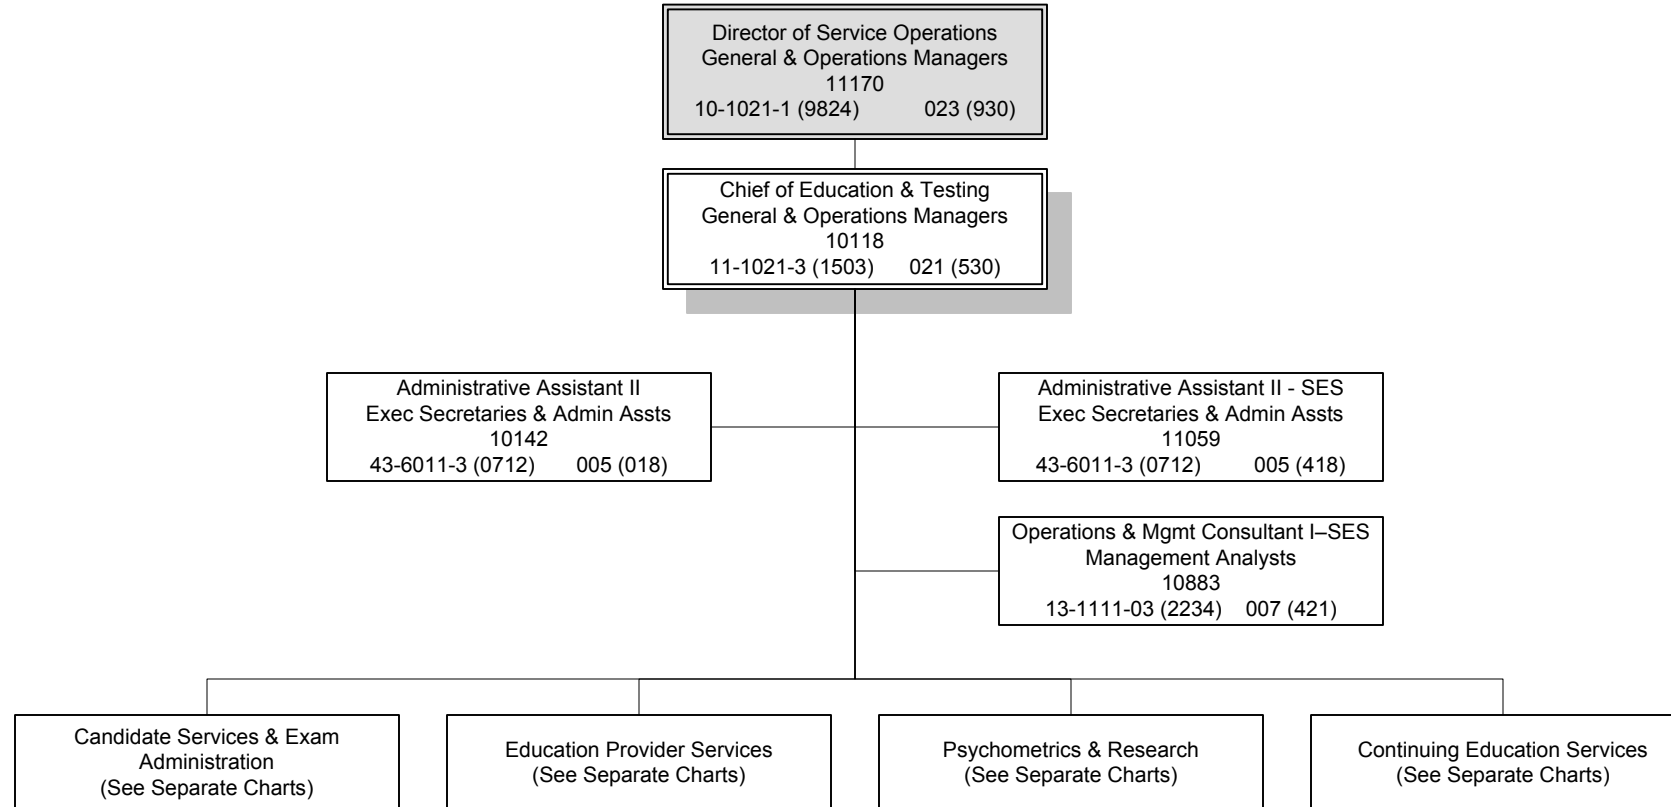 Director of Service Operations
General & Operations Managers
11170
10-1021-1 (9824) 023 (930)
Chief of Education & Testing
General & Operations Managers
10118
11-1021-3 (1503) 021 (530)
Administrative Assistant II
Exec Secretaries & Admin Assts
10142
43-6011-3 (0712) 005 (018)
Administrative Assistant II - SES
Exec Secretaries & Admin Assts
11059
43-6011-3 (0712) 005 (418)
Operations & Mgmt Consultant I–SES
Management Analysts
10883
13-1111-03 (2234) 007 (421)
Candidate Services & Exam
Administration
(See Separate Charts)
Education Provider Services
(See Separate Charts)
Psychometrics & Research
(See Separate Charts)
Continuing Education Services
(See Separate Charts)